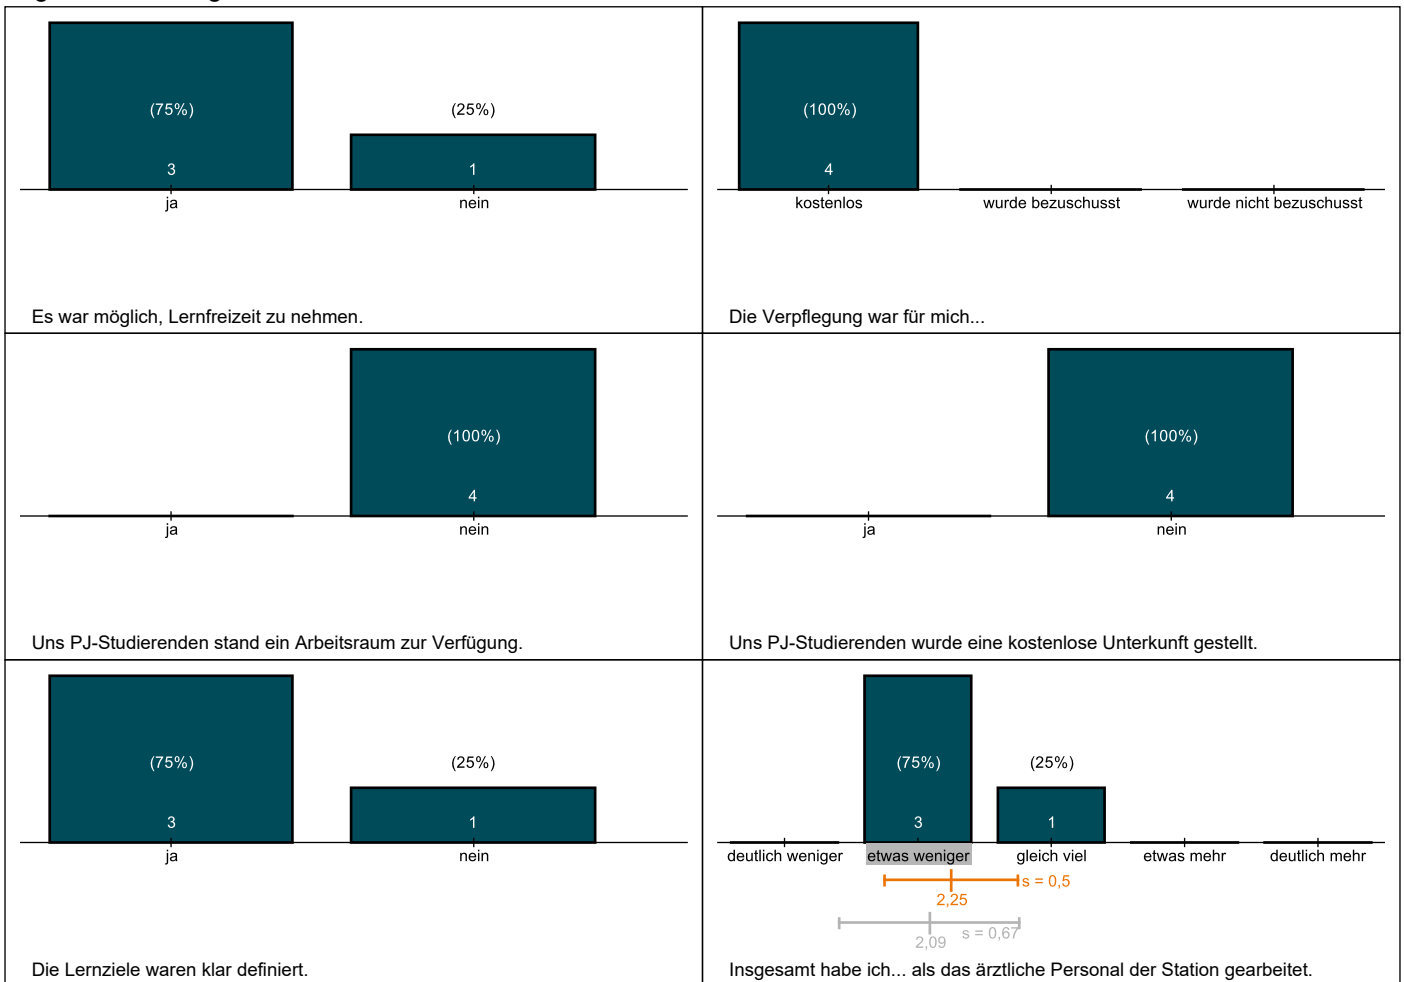 (75%)
(25%)
3
1
ja
nein
Es war möglich, Lernfreizeit zu nehmen.
(100%)
4
kostenlos
wurde bezuschusst
wurde nicht bezuschusst
Die Verpflegung war für mich...
(100%)
4
ja
nein
Uns PJ-Studierenden stand ein Arbeitsraum zur Verfügung.
(100%)
4
ja
nein
Uns PJ-Studierenden wurde eine kostenlose Unterkunft gestellt.
(75%)
(25%)
3
1
ja
nein
Die Lernziele waren klar definiert.
(75%)
(25%)
3
1
deutlich weniger
etwas weniger
gleich viel
etwas mehr
deutlich mehr
s = 0,5
2,25
s = 0,67
2,09
Insgesamt habe ich... als das ärztliche Personal der Station gearbeitet.